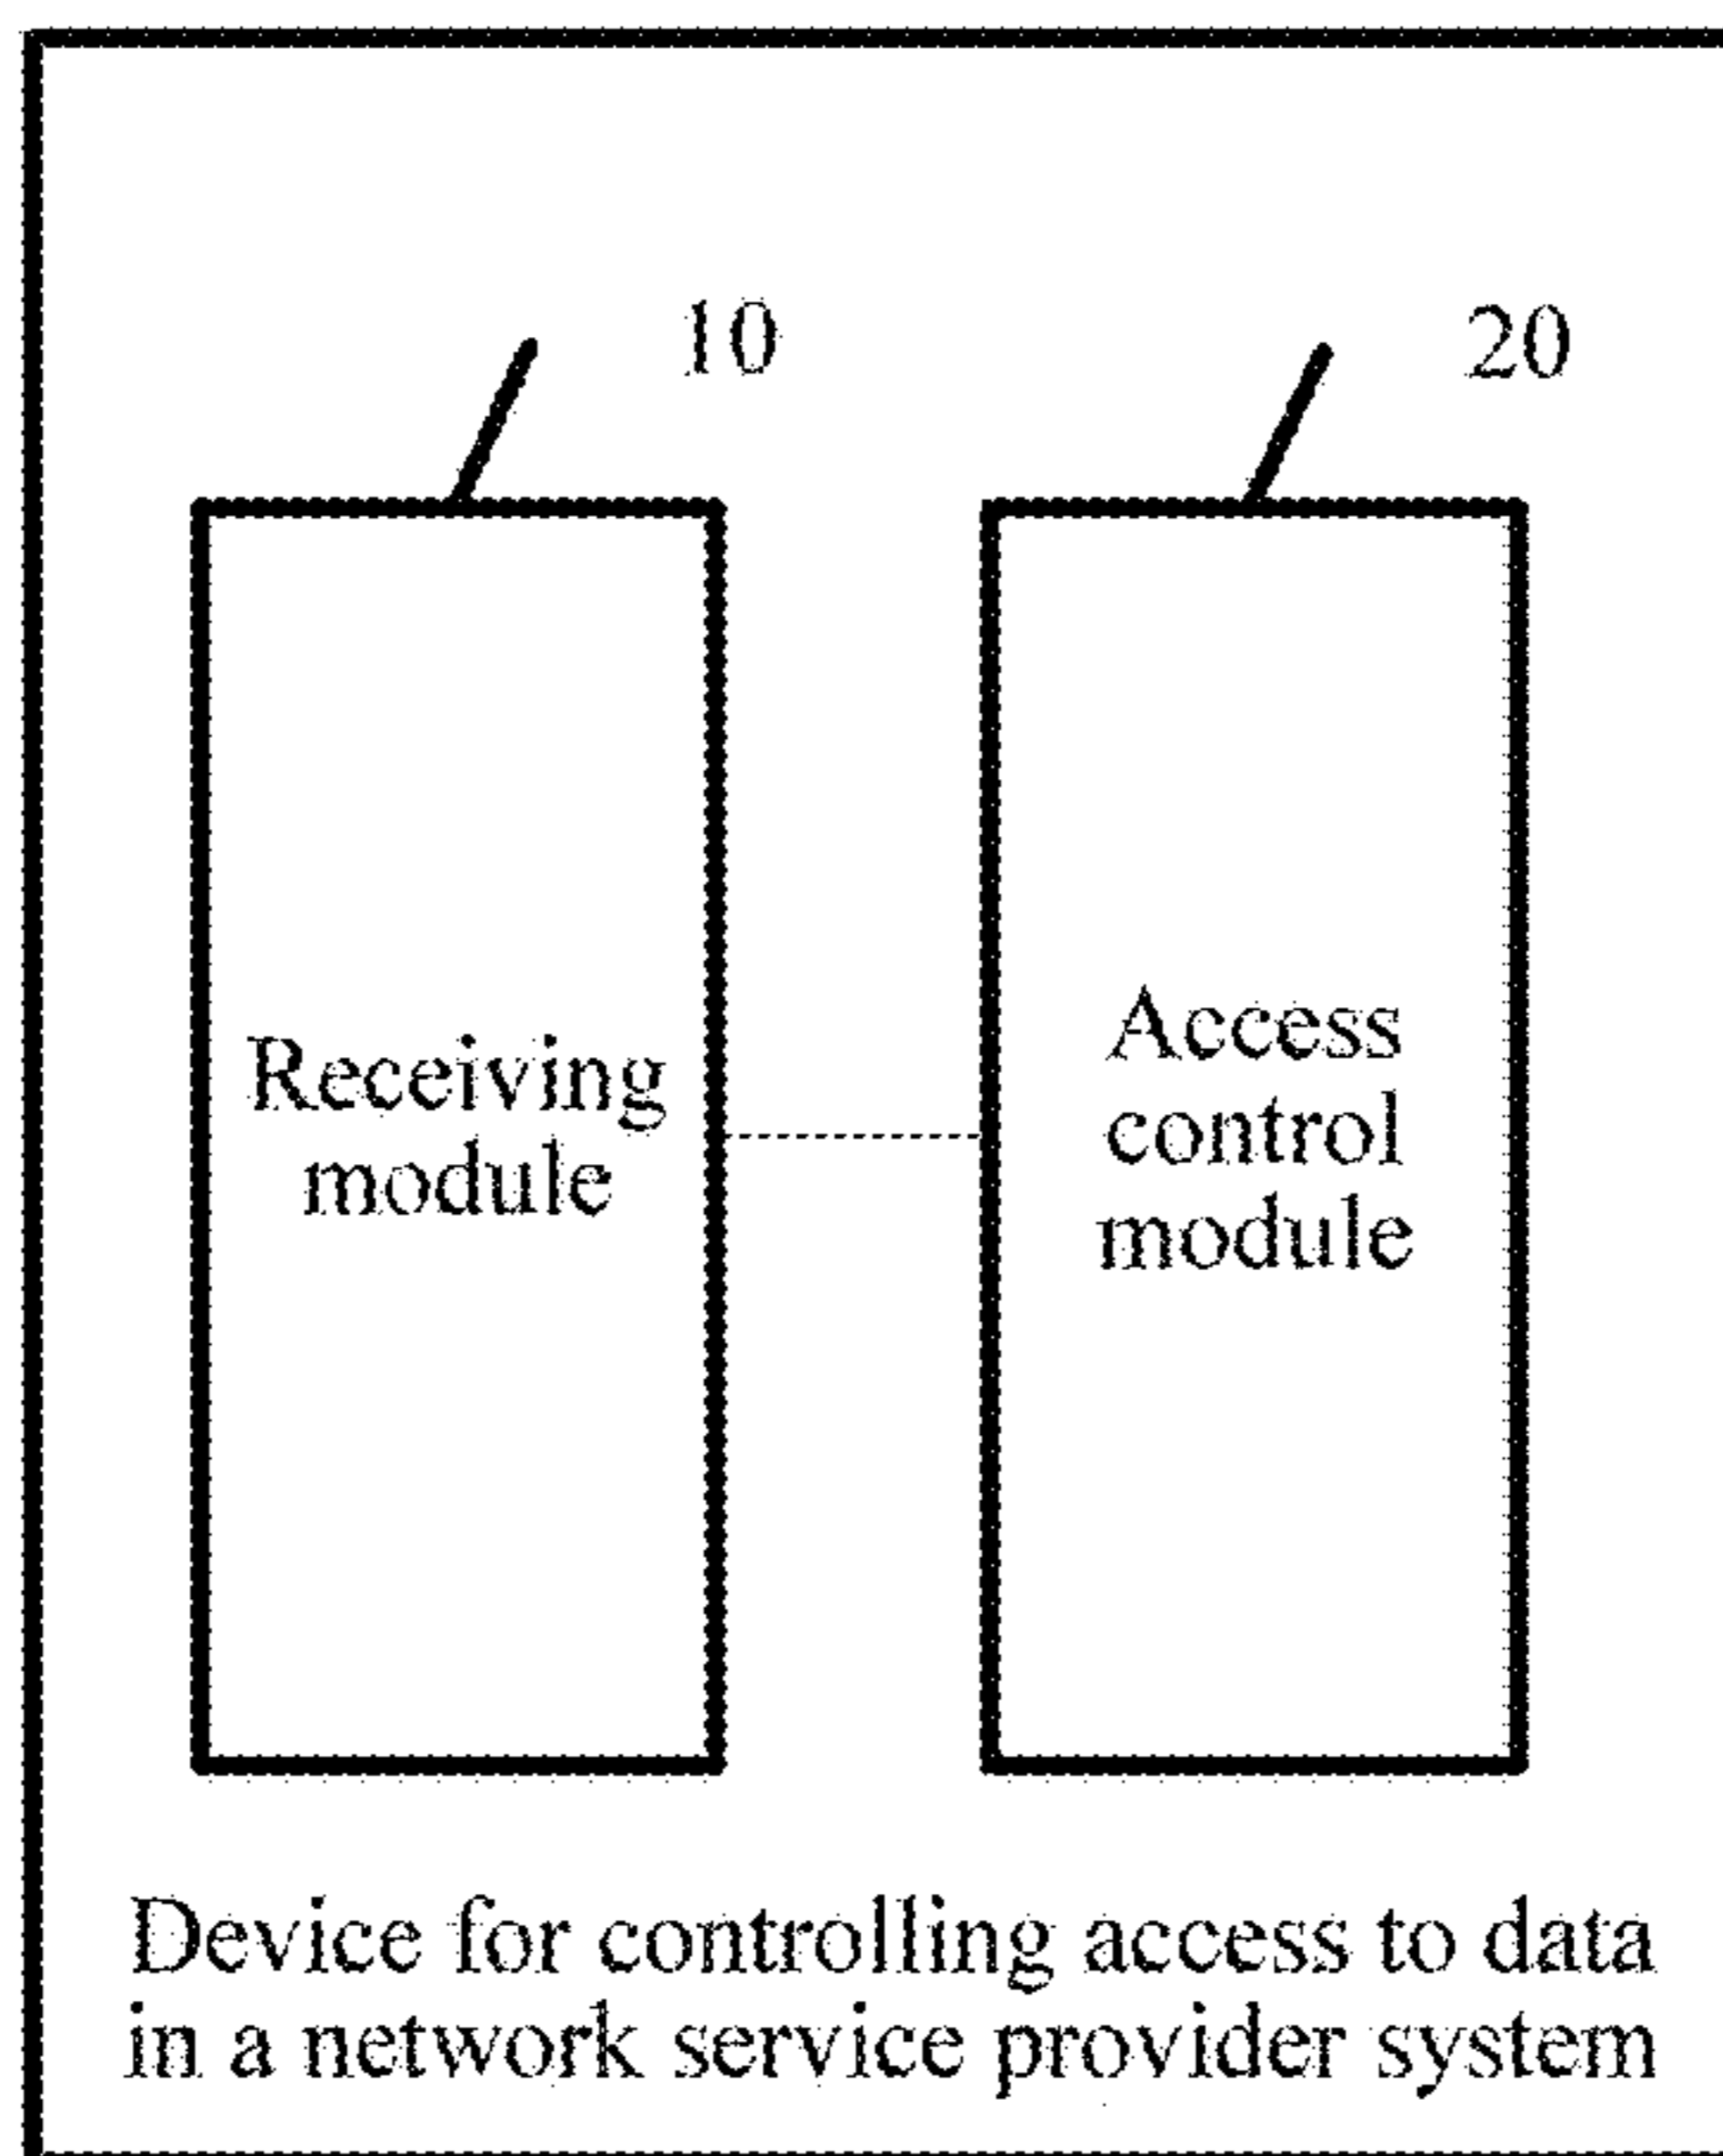 10
20
Receiving
module
Access
control
module
Device for controlling access to data
in a network service provider system